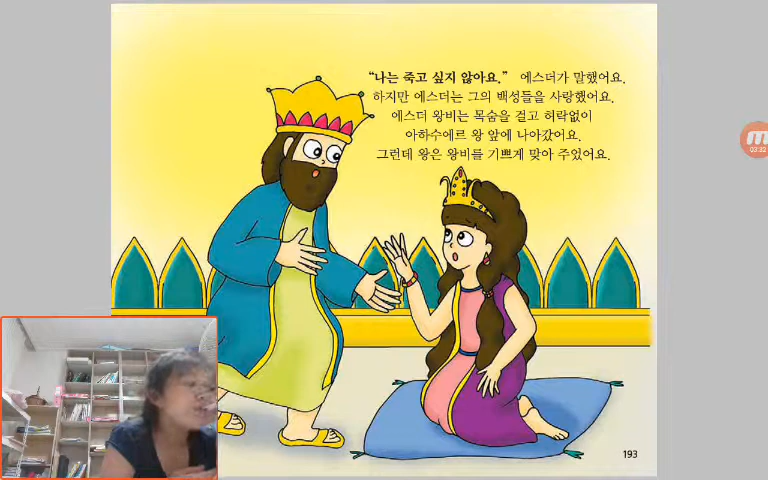 “나는 죽고 싶지 않아요.” 에스더가 말했어요.
하지만 에스더는 그의 백성들을 사랑했어요.
에스더 왕비는 목숨을 걸고 허락없이
아하수에르 왕 앞에 나아갔어요.
그런데 왕은 왕비를 기쁘게 맞아 주었어요.
M
02:32
193